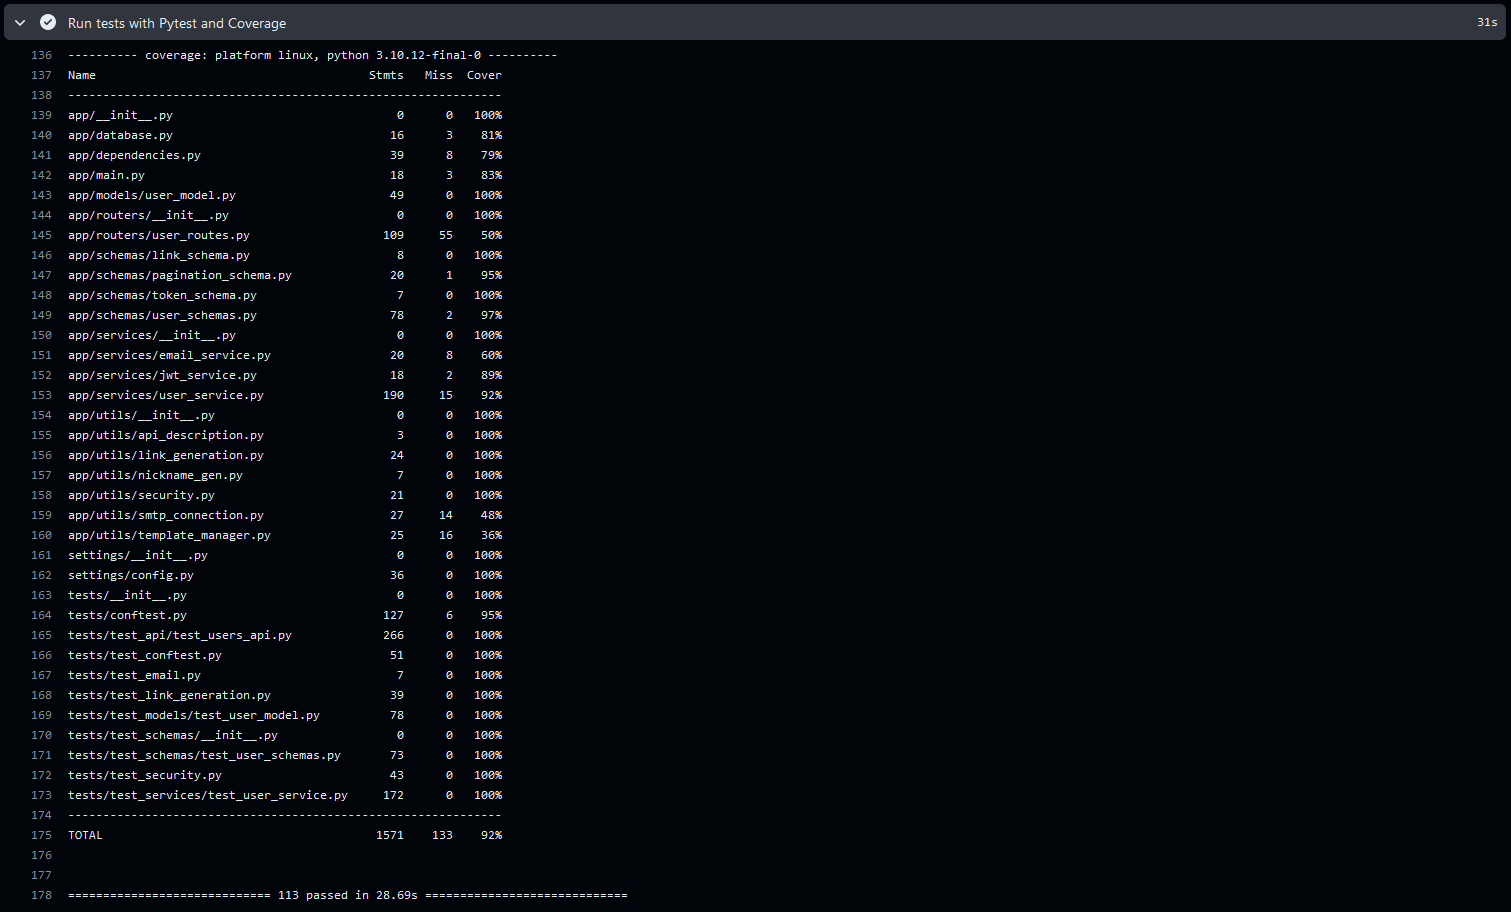 Run tests with Pytest and Coverage 31s
136 ---------- coverage: platform linux, python 3.10.12-final-0 ----------
137 Name                                       Stmts   Miss  Cover
138 --------------------------------------------------------------
139 app/__init__.py                                0      0   100%
140 app/database.py                               16      3    81%
141 app/dependencies.py                           39      8    79%
142 app/main.py                                   18      3    83%
143 app/models/user_model.py                      49      0   100%
144 app/routers/__init__.py                        0      0   100%
145 app/routers/user_routes.py                   109     55    50%
146 app/schemas/link_schema.py                     8      0   100%
147 app/schemas/pagination_schema.py              20      1    95%
148 app/schemas/token_schema.py                    7      0   100%
149 app/schemas/user_schemas.py                   78      2    97%
150 app/services/__init__.py                       0      0   100%
151 app/services/email_service.py                 20      8    60%
152 app/services/jwt_service.py                   18      2    89%
153 app/services/user_service.py                 190     15    92%
154 app/utils/__init__.py                          0      0   100%
155 app/utils/api_description.py                   3      0   100%
156 app/utils/link_generation.py                  24      0   100%
157 app/utils/nickname_gen.py                      7      0   100%
158 app/utils/security.py                         21      0   100%
159 app/utils/smtp_connection.py                  27     14    48%
160 app/utils/template_manager.py                 25     16    36%
161 settings/__init__.py                           0      0   100%
162 settings/config.py                            36      0   100%
163 tests/__init__.py                              0      0   100%
164 tests/conftest.py                            127      6    95%
165 tests/test_api/test_users_api.py             266      0   100%
166 tests/test_conftest.py                        51      0   100%
167 tests/test_email.py                            7      0   100%
168 tests/test_link_generation.py                 39      0   100%
169 tests/test_models/test_user_model.py          78      0   100%
170 tests/test_schemas/__init__.py                 0      0   100%
171 tests/test_schemas/test_user_schemas.py       73      0   100%
172 tests/test_security.py                        43      0   100%
173 tests/test_services/test_user_service.py     172      0   100%
174 --------------------------------------------------------------
175 TOTAL                                       1571    133    92%
176
177
178 ============================= 113 passed in 28.69s =============================